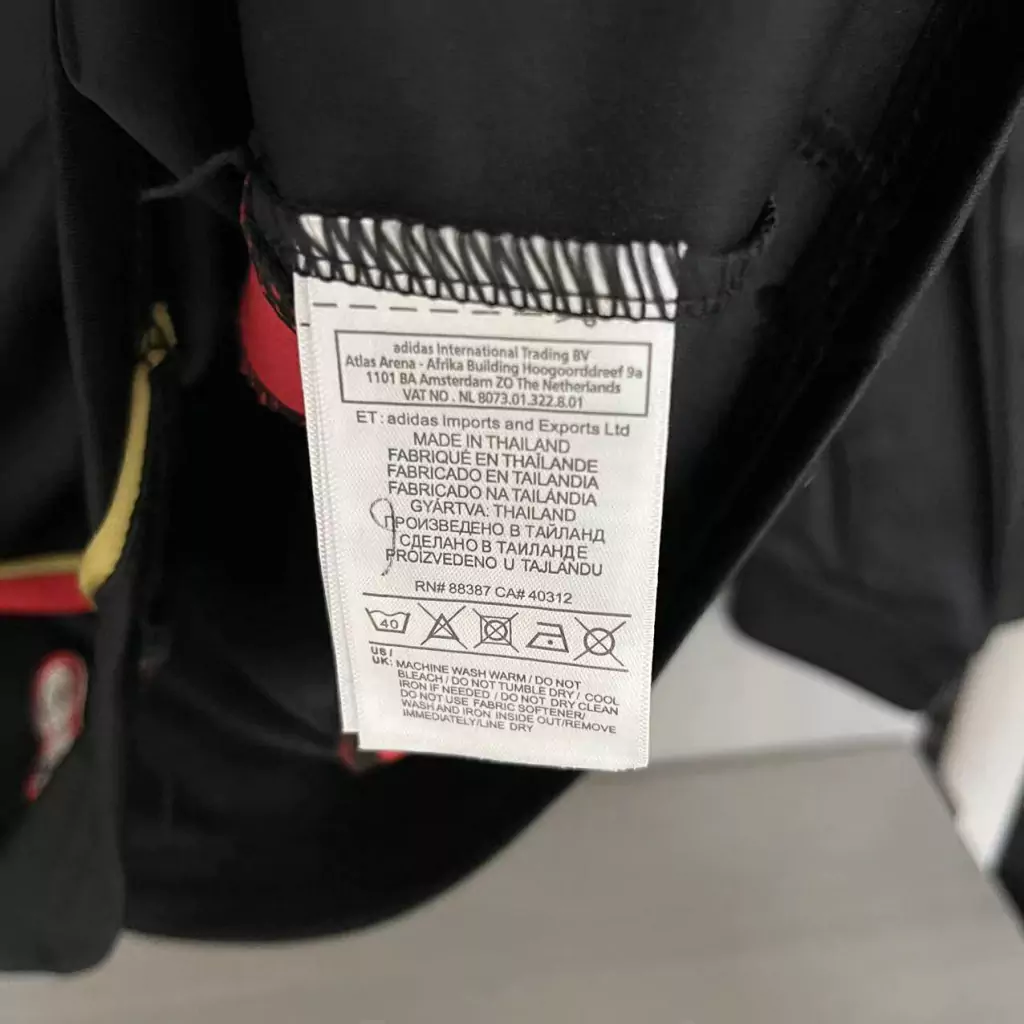 adidas International Trading BV
Atlas Arena - Afrika Building Hoogoorddreef 9a
1101 BA Amsterdam ZO The Netherlands
VAT NO . NL 8073.01.322.8.01
ET: adidas Imports and Exports Ltd
MADE IN THAILAND
FABRIQUÉ EN THAÏLANDE
FABRICADO EN TAILANDIA
FABRICADO NA TAILÂNDIA
GYÁRTVA: THAILAND
ПРОИЗВЕДЕНО В ТАЙЛАНД
СДЕЛАНО В ТАИЛАНДЕ
PROIZVEDENO U TAJLANDU
RN# 88387 CA# 40312
40
US /
UK: MACHINE WASH WARM / DO NOT
BLEACH / DO NOT TUMBLE DRY / COOL
IRON IF NEEDED / DO NOT DRY CLEAN
DO NOT USE FABRIC SOFTENER/
WASH AND IRON INSIDE OUT/REMOVE
IMMEDIATELY/LINE DRY